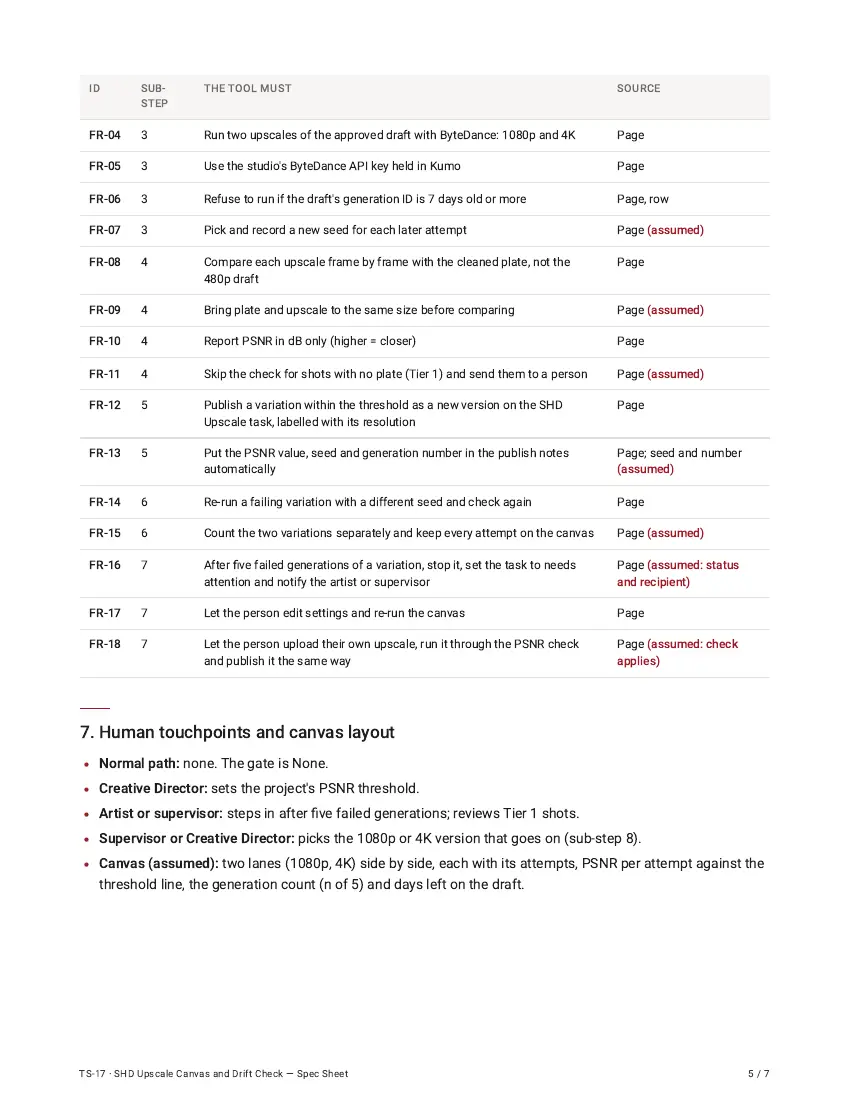 ID SUB- THE TOOL MUST SOURCE
STEP
FR-04 3 Run two upscales of the approved draft with ByteDance: 1080p and 4K Page
FR-05 3 Use the studio's ByteDance API key held in Kumo Page
FR-06 3 Refuse to run if the draft's generation ID is 7 days old or more Page, row
FR-07 3 Pick and record a new seed for each later attempt Page (assumed)
FR-08 4 Compare each upscale frame by frame with the cleaned plate, not the Page
480p draft
FR-09 4 Bring plate and upscale to the same size before comparing Page (assumed)
FR-10 4 Report PSNR in dB only (higher = closer) Page
FR-11 4 Skip the check for shots with no plate (Tier 1) and send them to a person Page (assumed)
FR-12 5 Publish a variation within the threshold as a new version on the SHD Page
Upscale task, labelled with its resolution
FR-13 5 Put the PSNR value, seed and generation number in the publish notes Page; seed and number
automatically (assumed)
FR-14 6 Re-run a failing variation with a different seed and check again Page
FR-15 6 Count the two variations separately and keep every attempt on the canvas Page (assumed)
FR-16 7 After five failed generations of a variation, stop it, set the task to needs Page (assumed: status
attention and notify the artist or supervisor and recipient)
FR-17 7 Let the person edit settings and re-run the canvas Page
FR-18 7 Let the person upload their own upscale, run it through the PSNR check Page (assumed: check
and publish it the same way applies)
7. Human touchpoints and canvas layout
• Normal path: none. The gate is None.
• Creative Director: sets the project's PSNR threshold.
• Artist or supervisor: steps in after five failed generations; reviews Tier 1 shots.
• Supervisor or Creative Director: picks the 1080p or 4K version that goes on (sub-step 8).
• Canvas (assumed): two lanes (1080p, 4K) side by side, each with its attempts, PSNR per attempt against the
threshold line, the generation count (n of 5) and days left on the draft.
TS-17 · SHD Upscale Canvas and Drift Check — Spec Sheet 5 / 7